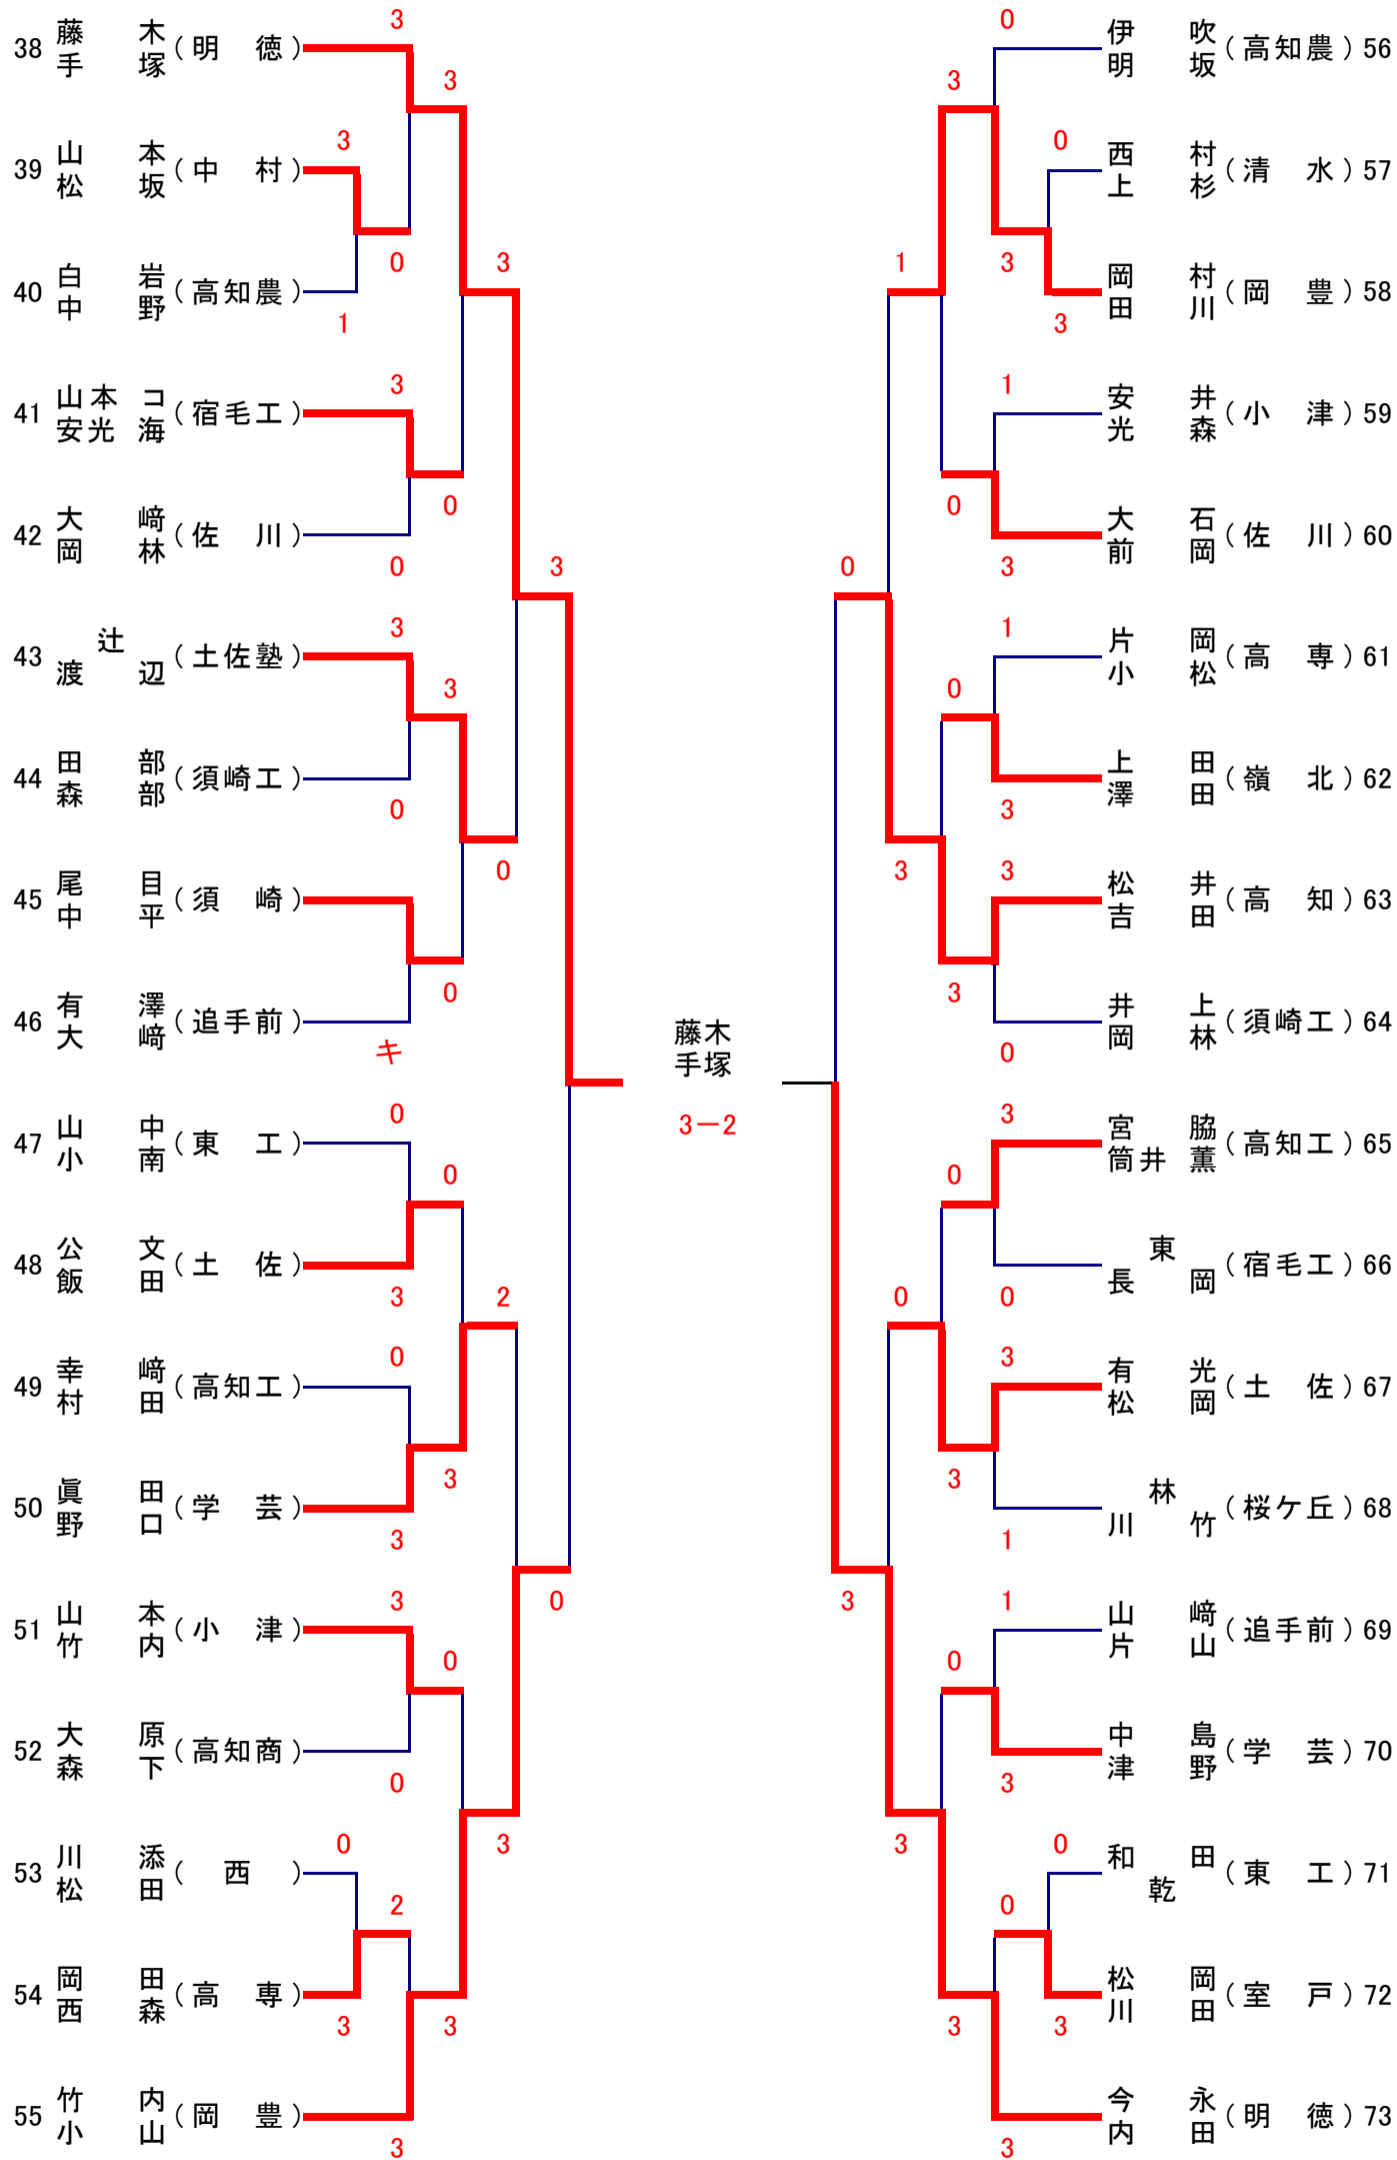 38 藤木 手塚 (明徳) 3
3
39 山本 松坂 (中村) 3
0
40 白岩 中野 (高知農) 1
3
41 山本コ 安光海 (宿毛工) 3
0
42 大﨑 岡林 (佐川) 0
3
43 辻 渡辺 (土佐塾) 3
3
44 田部 森部 (須崎工) 0
0
45 尾目 中平 (須崎)
0
46 有澤 大﨑 (追手前) キ
47 山中 小南 (東工) 0
0
48 公文 飯田 (土佐) 3
2
49 幸﨑 村田 (高知工) 0
3
50 眞田 野口 (学芸) 3
0
51 山本 竹内 (小津) 3
0
52 大原 森下 (高知商) 0
3
53 川添 松田 (西) 0
2
54 岡田 西森 (高専) 3
3
55 竹内 小山 (岡豊) 3
藤木
手塚
3－2
0
伊吹 明坂 (高知農) 56
3
0
西村 上杉 (清水) 57
1
3
岡村 田川 (岡豊) 58
3
1
安井 光森 (小津) 59
0
大石 前岡 (佐川) 60
3
0
1
片岡 小松 (高専) 61
0
上田 澤田 (嶺北) 62
3
3
3
松井 吉田 (高知) 63
3
井上 岡林 (須崎工) 64
0
3
宮脇 筒井薫 (高知工) 65
0
東 長岡 (宿毛工) 66
0
0
3
有光 松岡 (土佐) 67
3
林 川竹 (桜ケ丘) 68
1
3
1
山﨑 片山 (追手前) 69
0
中島 津野 (学芸) 70
3
3
0
和田 乾 (東工) 71
0
松岡 川田 (室戸) 72
3
3
今永 内田 (明徳) 73
3